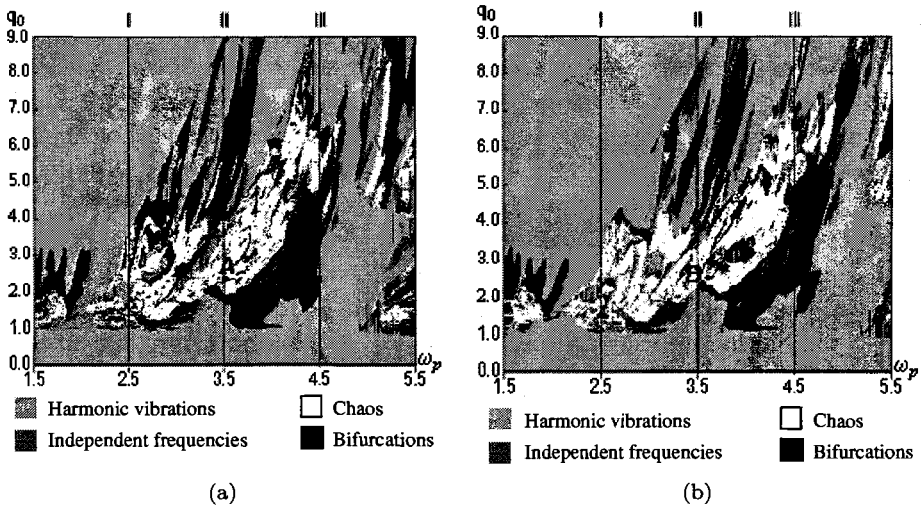 q₀ I II III
9.0
8.0
7.0
6.0
5.0
4.0
3.0
2.0
1.0
0.0
1.5 2.5 3.5 4.5 5.5 ωₚ
Harmonic vibrations Chaos
Independent frequencies Bifurcations
(a)
q₀ I II III
9.0
8.0
7.0
6.0
5.0
4.0
3.0
2.0
1.0
0.0
1.5 2.5 3.5 4.5 5.5 ωₚ
Harmonic vibrations Chaos
Independent frequencies Bifurcations
(b)